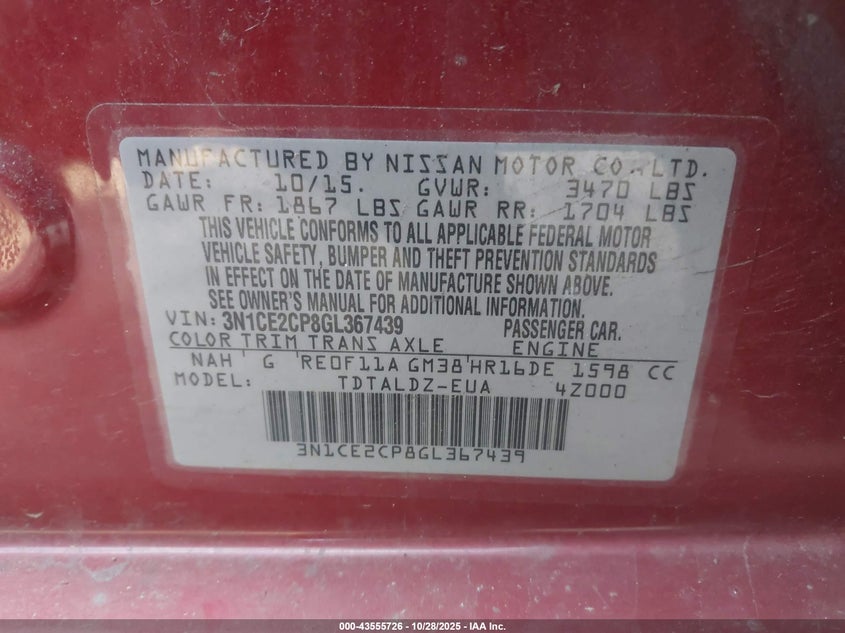 MANUFACTURED BY NISSAN MOTOR CO., LTD.
DATE: 10/15. GVWR: 3470 LBS
GAWR FR: 1867 LBS GAWR RR: 1704 LBS
THIS VEHICLE CONFORMS TO ALL APPLICABLE FEDERAL MOTOR
VEHICLE SAFETY, BUMPER AND THEFT PREVENTION STANDARDS
IN EFFECT ON THE DATE OF MANUFACTURE SHOWN ABOVE.
SEE OWNER'S MANUAL FOR ADDITIONAL INFORMATION.
VIN: 3N1CE2CP8GL367439 PASSENGER CAR.
COLOR TRIM TRANS AXLE ENGINE
NAH G RE0F11A GM38 HR16DE 1598 CC
MODEL: TDTALDZ-EUA 4Z000
3N1CE2CP8GL367439
000-43555726 - 10/28/2025 - IAA Inc.